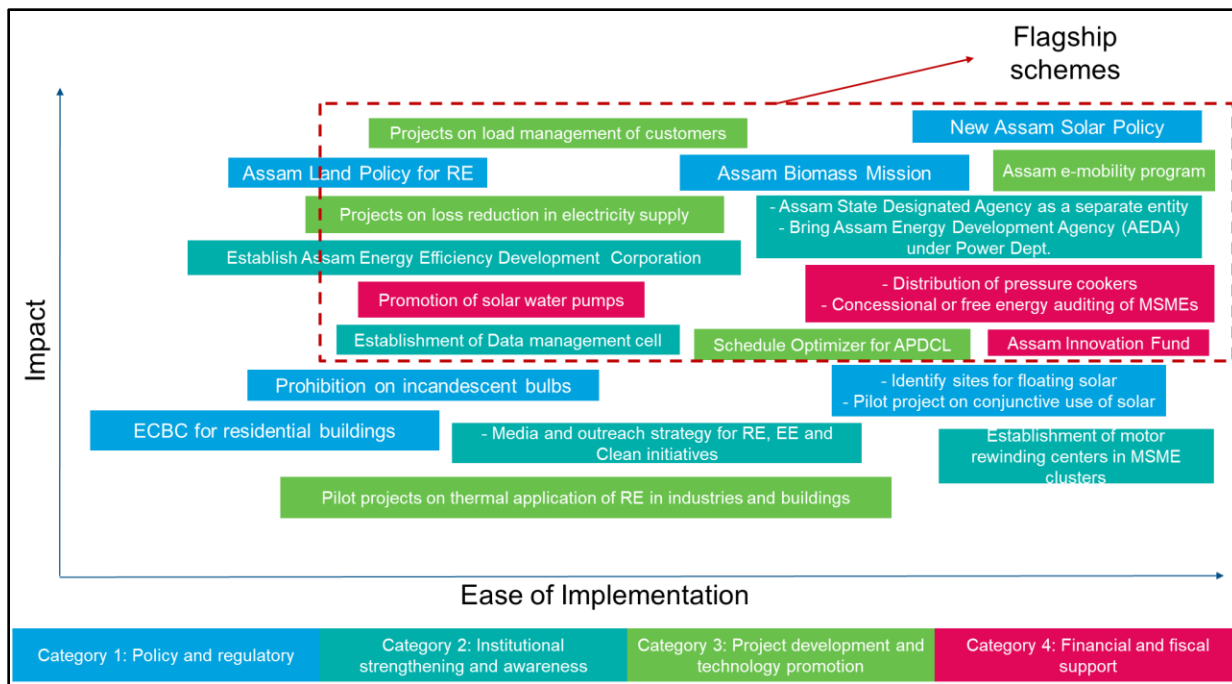 Flagship
schemes
Projects on load management of customers
New Assam Solar Policy
Assam Land Policy for RE
Assam Biomass Mission
Assam e-mobility program
Projects on loss reduction in electricity supply
- Assam State Designated Agency as a separate entity
- Bring Assam Energy Development Agency (AEDA)
under Power Dept.
Establish Assam Energy Efficiency Development Corporation
Promotion of solar water pumps
- Distribution of pressure cookers
- Concessional or free energy auditing of MSMEs
Establishment of Data management cell
Schedule Optimizer for APDCL
Assam Innovation Fund
Prohibition on incandescent bulbs
- Identify sites for floating solar
- Pilot project on conjunctive use of solar
ECBC for residential buildings
- Media and outreach strategy for RE, EE and
Clean initiatives
Establishment of motor
rewinding centers in MSME
clusters
Pilot projects on thermal application of RE in industries and buildings
Impact
Ease of Implementation
Category 1: Policy and regulatory
Category 2: Institutional
strengthening and awareness
Category 3: Project development and
technology promotion
Category 4: Financial and fiscal
support